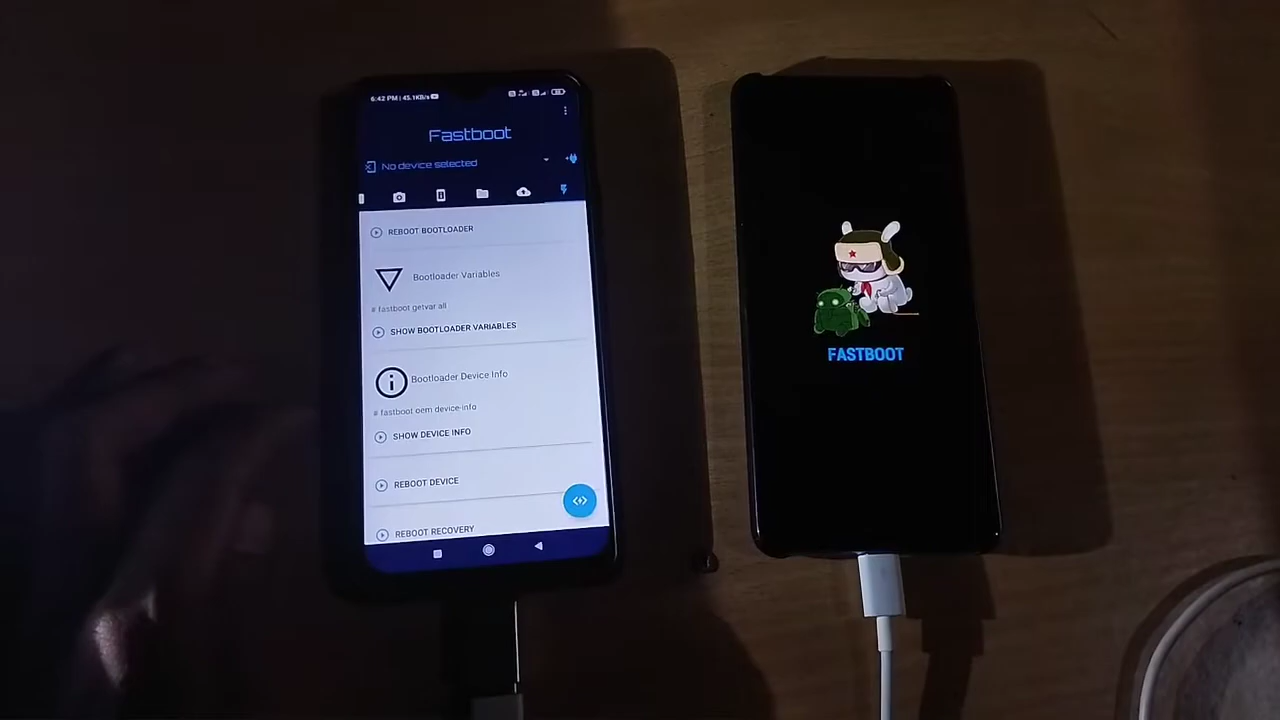 6:42 PM | 45.1KB/s
Fastboot
No device selected
REBOOT BOOTLOADER
Bootloader Variables
# fastboot getvar all
SHOW BOOTLOADER VARIABLES
Bootloader Device Info
# fastboot oem device-info
SHOW DEVICE INFO
REBOOT DEVICE
REBOOT RECOVERY
FASTBOOT